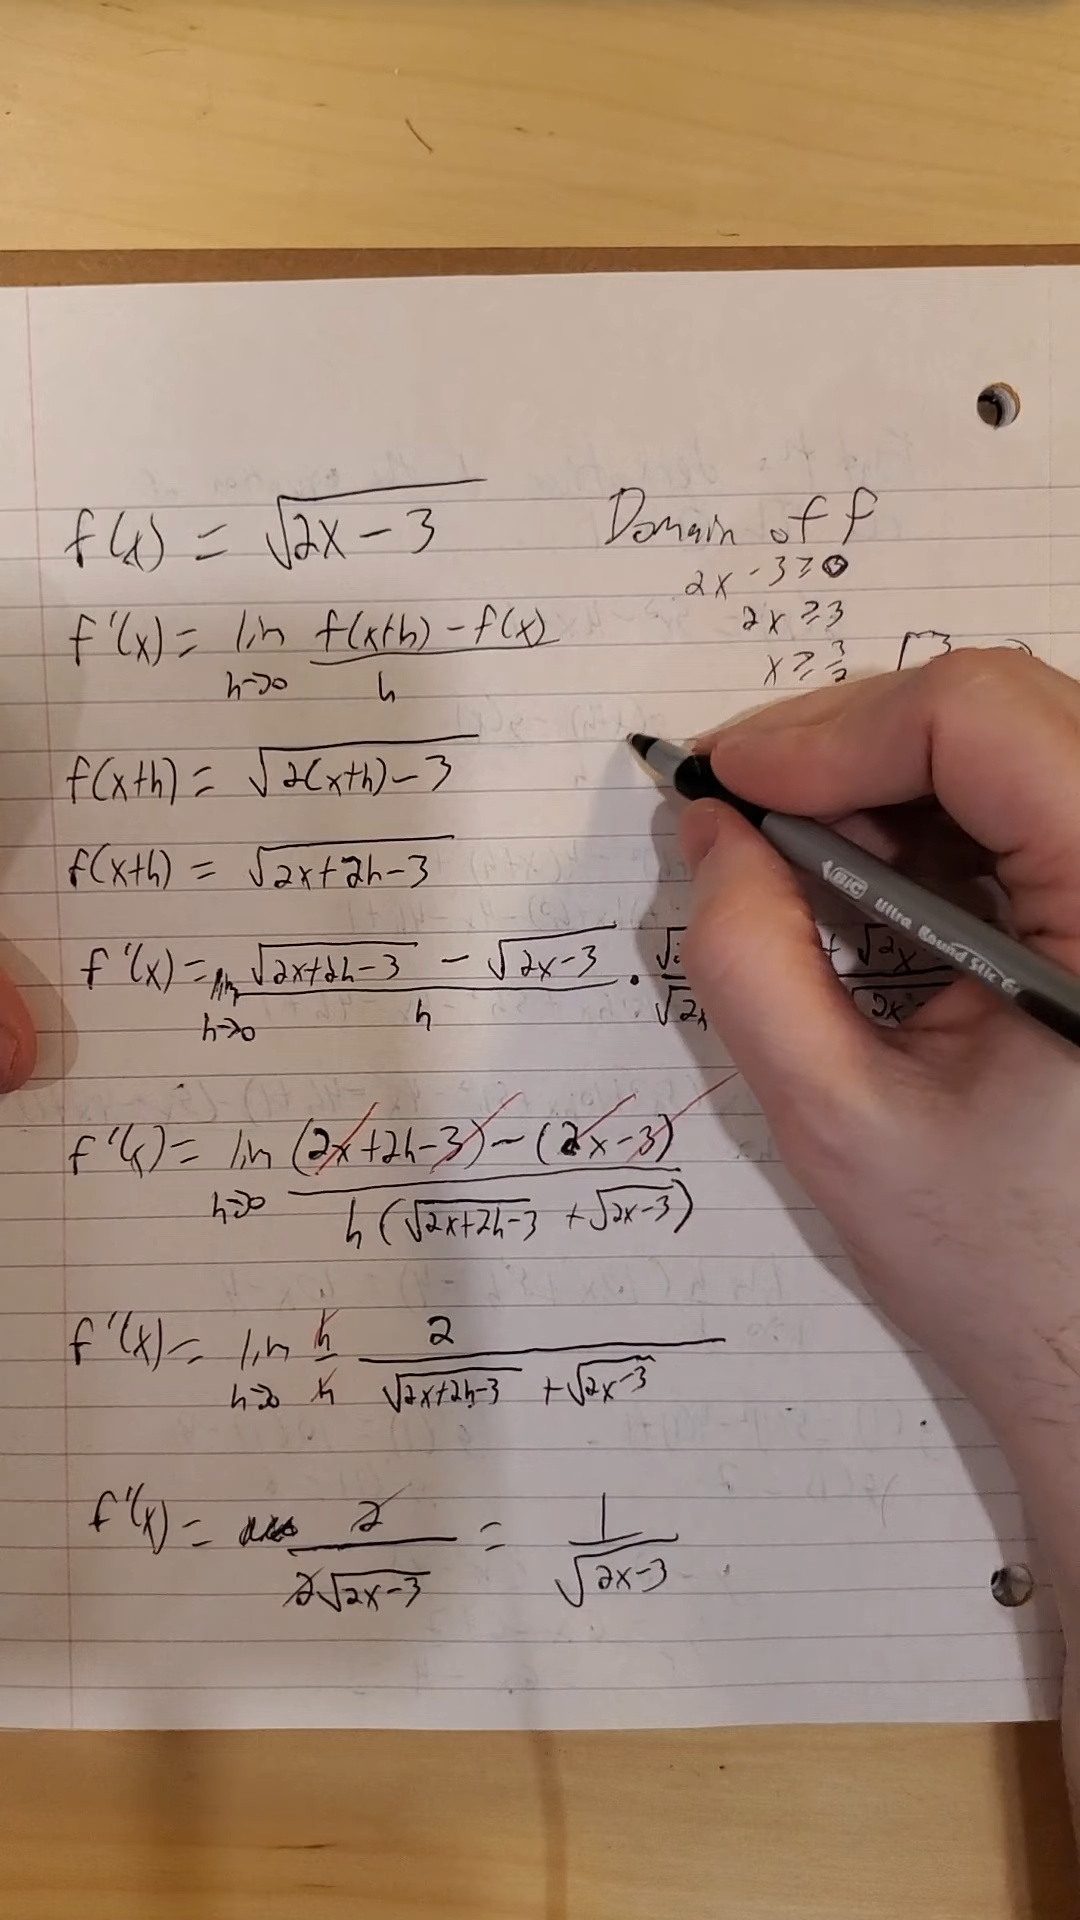 f(x) = √(2x - 3)
f'(x) = lim h→0 (f(x+h) - f(x))/h
f(x+h) = √(2(x+h) - 3)
f(x+h) = √(2x+2h-3)
f'(x) = lim h→0 (√(2x+2h-3) - √(2x-3))/h ·
f'(x) = lim h→0 ((2x+2h-3) - (2x-3))/(h(√(2x+2h-3) + √(2x-3)))
f'(x) = lim h→0 h/h 2/(√(2x+2h-3) + √(2x-3))
f'(x) = 2/(2√(2x-3)) = 1/√(2x-3)
Domain of f
2x - 3 ≥ 0
2x ≥ 3
x ≥ 3/2
BIC Ultra Round Stic